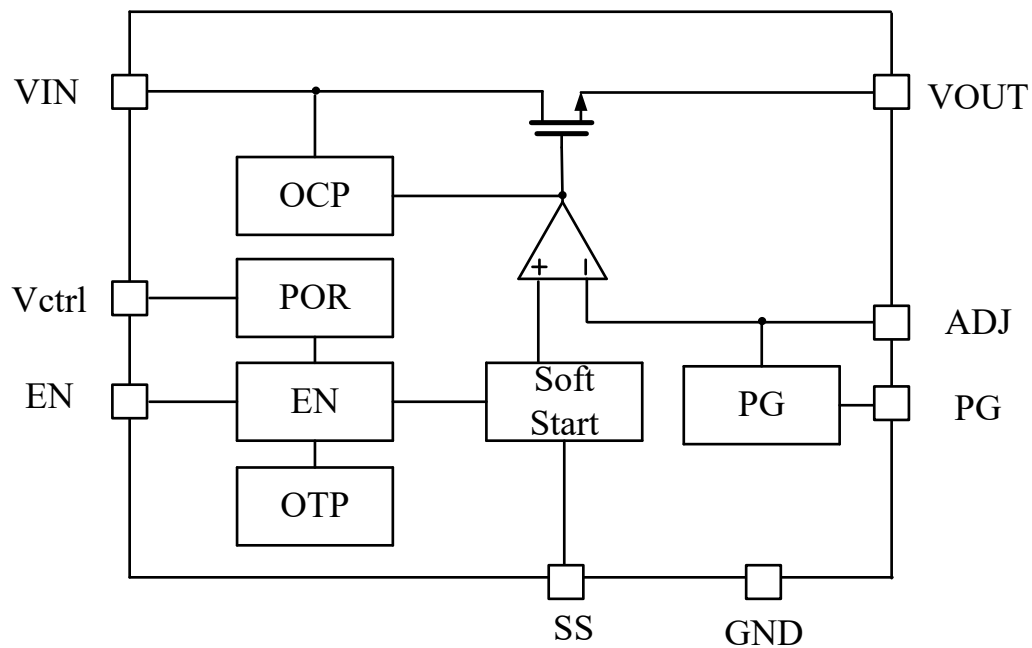 VIN
VOUT
OCP
+
−
Vctrl
POR
ADJ
EN
EN
Soft
Start
PG
PG
OTP
SS
GND